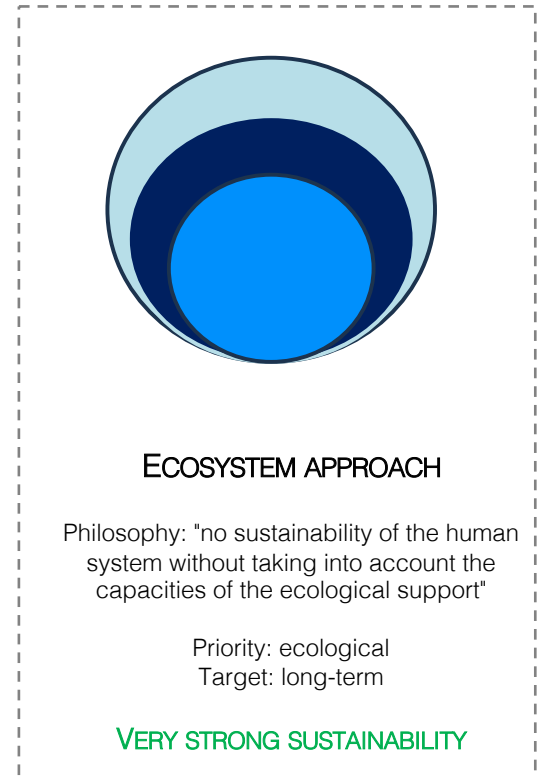 ECOSYSTEM APPROACH
Philosophy: "no sustainability of the human
system without taking into account the
capacities of the ecological support"
Priority: ecological
Target: long-term
VERY STRONG SUSTAINABILITY